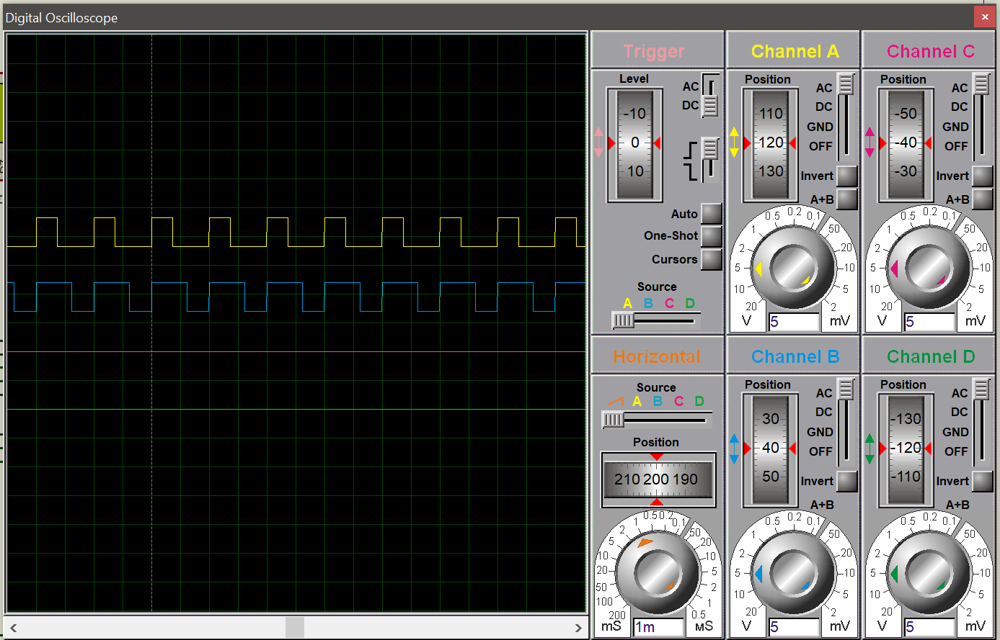 Digital Oscilloscope
Trigger
Level
AC
DC
-10
0
10
Auto
One-Shot
Cursors
Source
A B C D
Channel A
Position
AC
DC
GND
OFF
110
120
130
Invert
A+B
20 10 5 2 1 0.5 0.2 0.1 50 20 10 5 2
V
5
mV
Channel C
Position
AC
DC
GND
OFF
-50
-40
-30
Invert
A+B
20 10 5 2 1 0.5 0.2 0.1 50 20 10 5 2
V
5
mV
Horizontal
Source
A B C D
Position
210 200 190
200 100 50 20 10 5 2 1 0.5 0.2 0.1 50 20 10 5 2 1 0.5
mS
1m
мS
Channel B
Position
AC
DC
GND
OFF
30
40
50
Invert
A+B
20 10 5 2 1 0.5 0.2 0.1 50 20 10 5 2
V
5
mV
Channel D
Position
AC
DC
GND
OFF
-130
-120
-110
Invert
A+B
20 10 5 2 1 0.5 0.2 0.1 50 20 10 5 2
V
5
mV